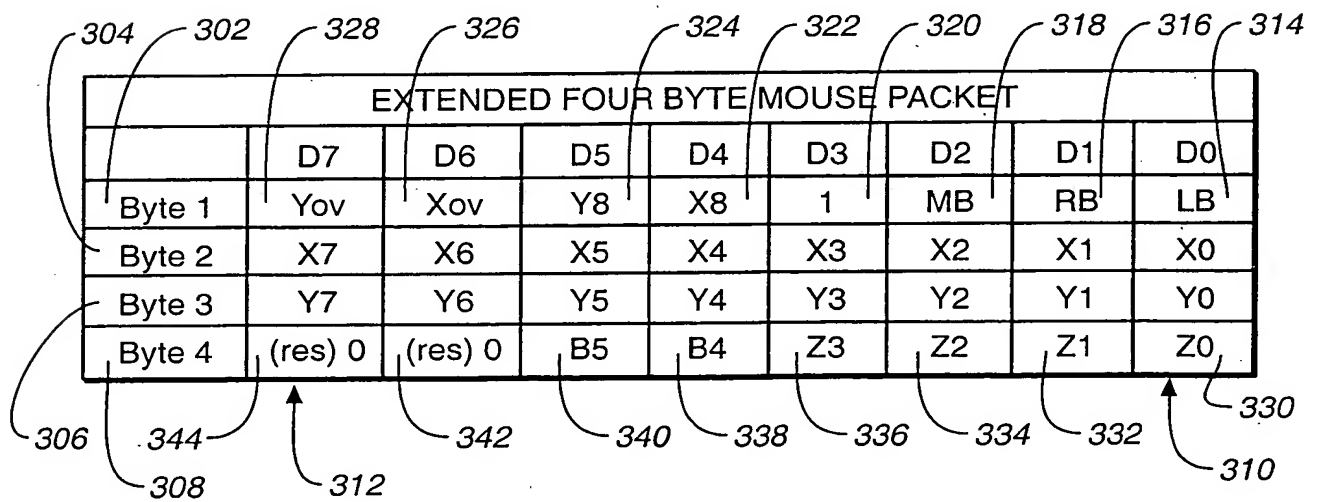 304 302 328 326 324 322 320 318 316 314
EXTENDED FOUR BYTE MOUSE PACKET
D7 D6 D5 D4 D3 D2 D1 D0
Byte 1 Yov Xov Y8 X8 1 MB RB LB
Byte 2 X7 X6 X5 X4 X3 X2 X1 X0
Byte 3 Y7 Y6 Y5 Y4 Y3 Y2 Y1 Y0
Byte 4 (res) 0 (res) 0 B5 B4 Z3 Z2 Z1 Z0
306 344 342 340 338 336 334 332 330
308 312 310